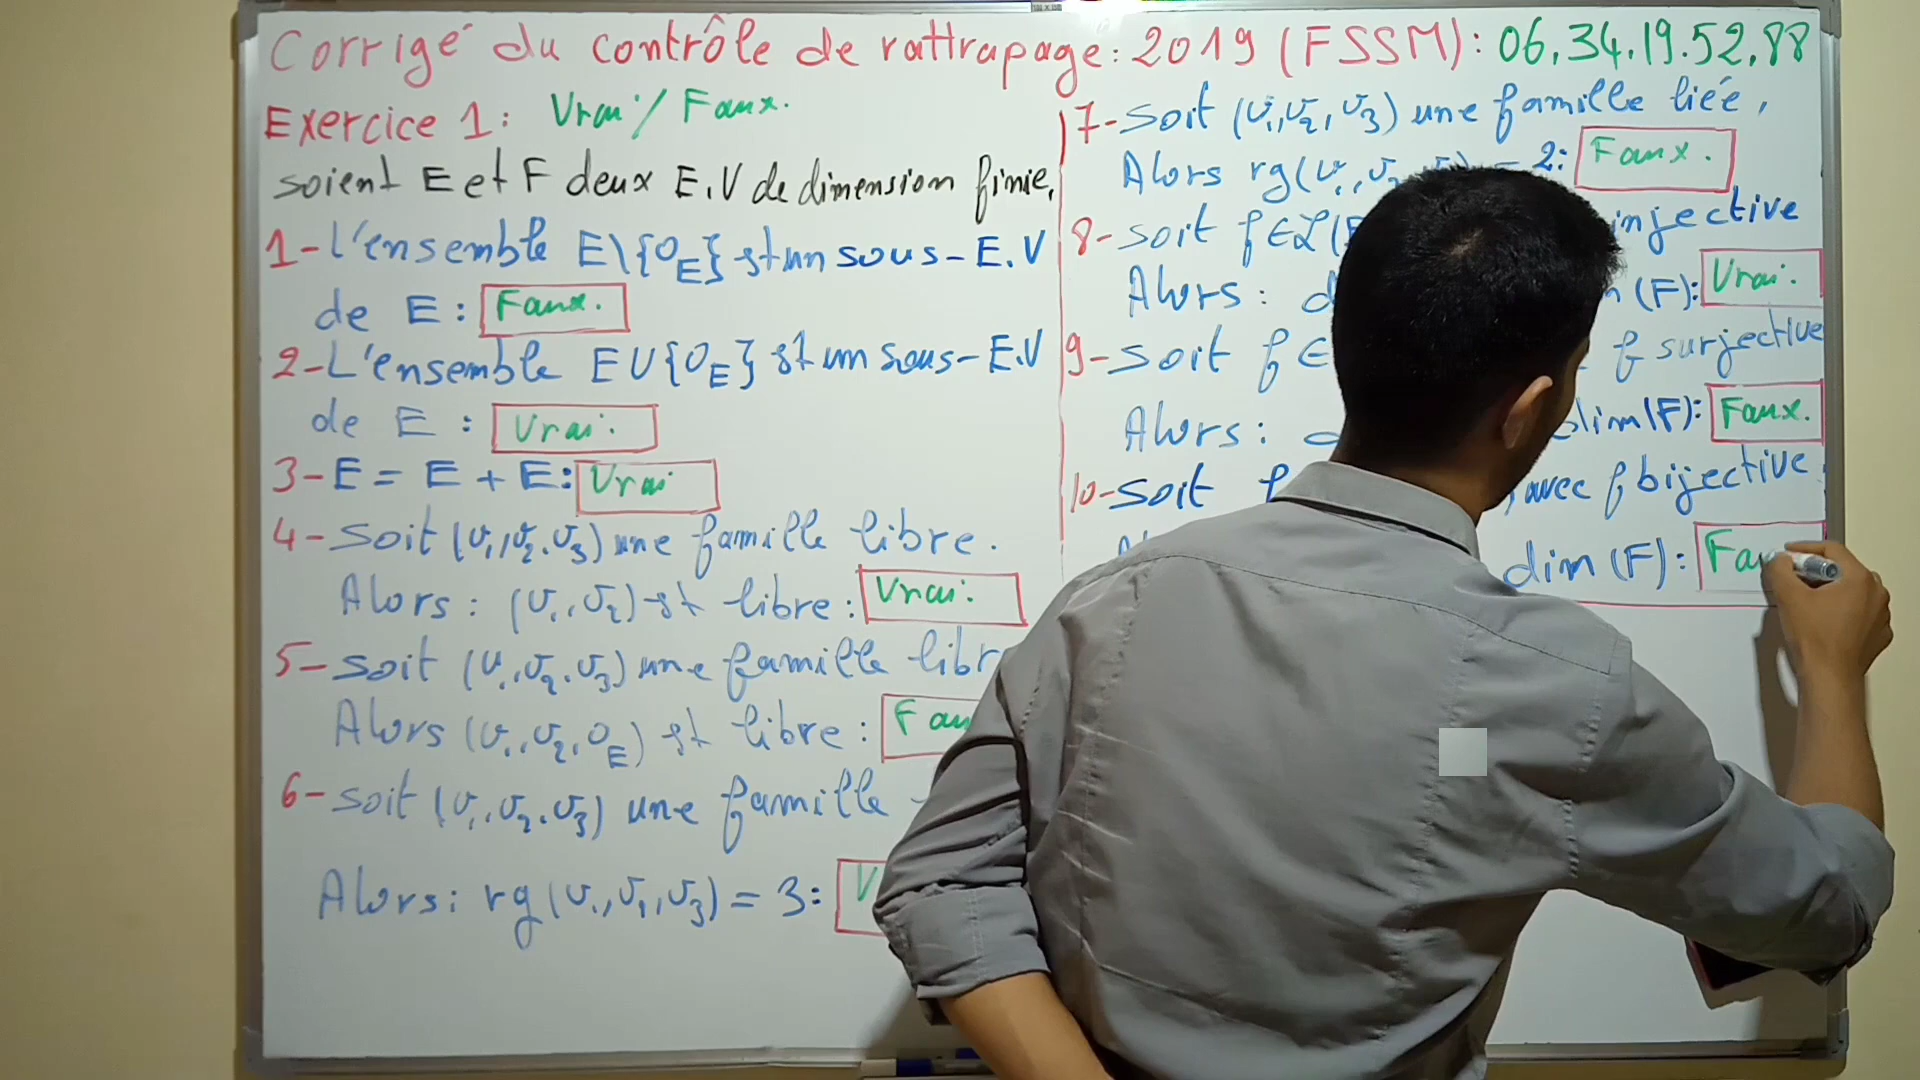 Corrigé du contrôle de rattrapage: 2019 (FSSM): 06.34.19.52.88
Exercice 1: Vrai / Faux.
soient E et F deux E.V de dimension finie.
1- L'ensemble E\{0_E} st un sous-E.V
de E: Faux.
2- L'ensemble E∪{0_E} st un sous-E.V
de E : Vrai.
3- E = E + E: Vrai
4- Soit (v₁,v₂,v₃) une famille libre.
Alors: (v₁,v₂) st libre: Vrai.
5- soit (v₁,v₂,v₃) une famille libr
Alors (v₁,v₂,0_E) st libre: Fau
6- soit (v₁,v₂,v₃) une famille
Alors: rg(v₁,v₁,v₃) = 3: V
7- soit (v₁,v₂,v₃) une famille liée,
Alors rg(v₁,v₂ = 2: Faux.
8- soit f∈ℒ( injective
Alors: d (F): Vrai.
9- soit f ∈ f surjective
Alors: dim(F): Faux.
10- soit f avec f bijective
dim (F): Fau